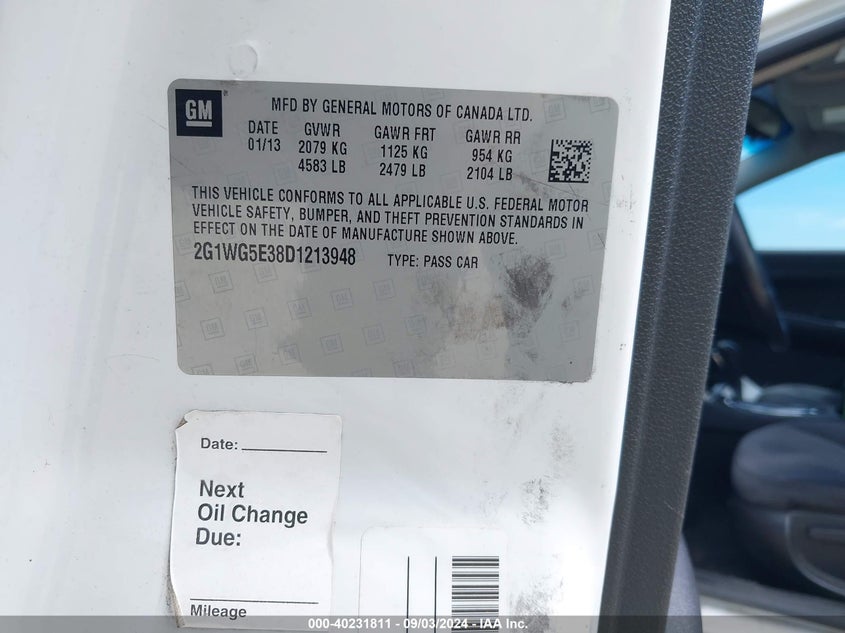 GM
MFD BY GENERAL MOTORS OF CANADA LTD.
DATE GVWR GAWR FRT GAWR RR
01/13 2079 KG 1125 KG 954 KG
4583 LB 2479 LB 2104 LB
THIS VEHICLE CONFORMS TO ALL APPLICABLE U.S. FEDERAL MOTOR
VEHICLE SAFETY, BUMPER, AND THEFT PREVENTION STANDARDS IN
EFFECT ON THE DATE OF MANUFACTURE SHOWN ABOVE.
2G1WG5E38D1213948 TYPE: PASS CAR
Date:
Next
Oil Change
Due:
Mileage
000-40231811 - 09/03/2024 - IAA Inc.